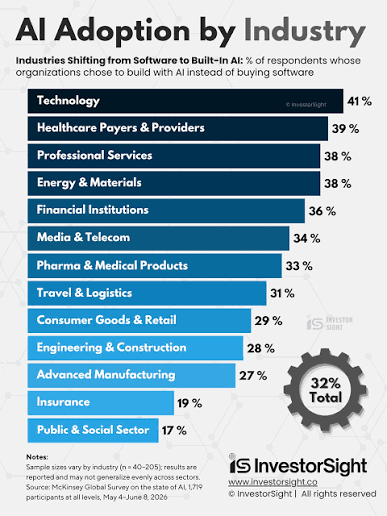 AI Adoption by Industry
Industries Shifting from Software to Built-In AI: % of respondents whose
organizations chose to build with AI instead of buying software
Technology 41 %
© InvestorSight
Healthcare Payers & Providers 39 %
Professional Services 38 %
Energy & Materials 38 %
Financial Institutions 36 %
Media & Telecom 34 %
Pharma & Medical Products 33 %
Travel & Logistics 31 %
INVESTOR
SIGHT
Consumer Goods & Retail 29 %
Engineering & Construction 28 %
Advanced Manufacturing 27 %
32%
Total
Insurance 19 %
Public & Social Sector 17 %
Notes:
Sample sizes vary by industry (n = 40-205); results are
reported and may not generalize evenly across sectors.
Source: McKinsey Global Survey on the state of AI, 1,719
participants at all levels, May 4-June 8, 2026
InvestorSight
www.investorsight.co
© InvestorSight | All rights reserved